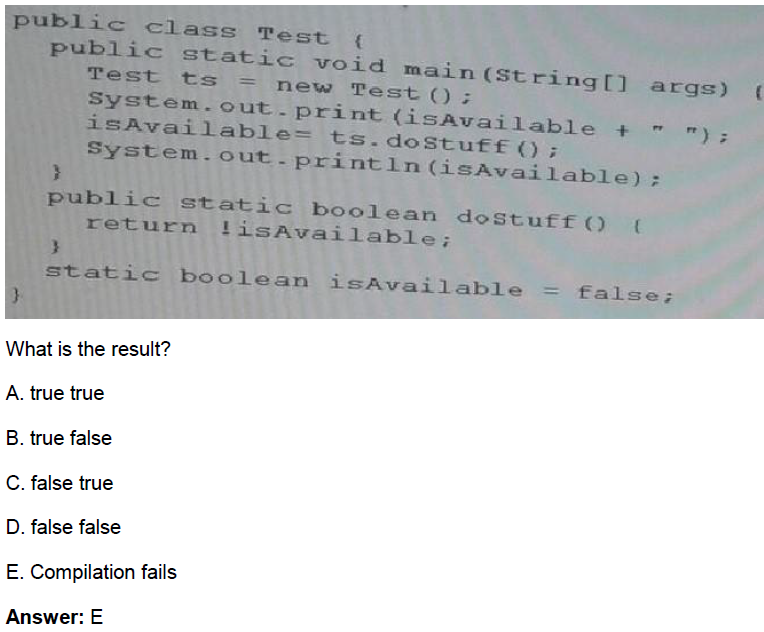 public class Test {
public static void main(String[] args) {
Test ts = new Test();
System.out.print(isAvailable + " ");
isAvailable= ts.doStuff();
System.out.println(isAvailable);
}
public static boolean doStuff() {
return !isAvailable;
}
static boolean isAvailable = false;
}
What is the result?
A. true true
B. true false
C. false true
D. false false
E. Compilation fails
Answer: E